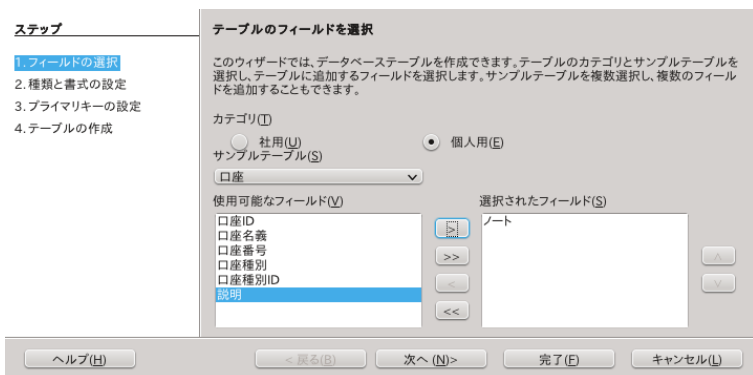 ステップ
1.フィールドの選択
2.種類と書式の設定
3.プライマリキーの設定
4.テーブルの作成
テーブルのフィールドを選択
このウィザードでは、データベーステーブルを作成できます。テーブルのカテゴリとサンプルテーブルを
選択し、テーブルに追加するフィールドを選択します。サンプルテーブルを複数選択し、複数のフィール
ドを追加することもできます。
カテゴリ(T)
社用(U) 個人用(E)
サンプルテーブル(S)
口座
使用可能なフィールド(V)
口座ID
口座名義
口座番号
口座種別
口座種別ID
説明
>
>>
<
<<
選択されたフィールド(S)
ノート
ヘルプ(H) < 戻る(B) 次へ (N)> 完了(F) キャンセル(L)